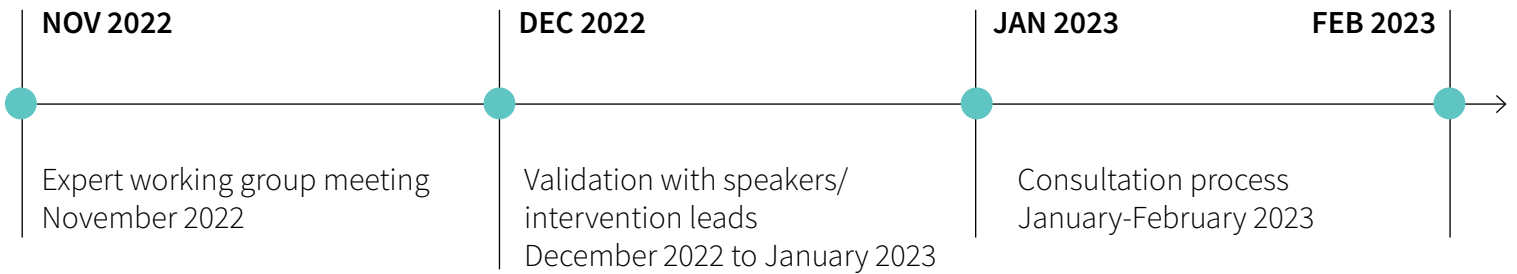 NOV 2022
DEC 2022
JAN 2023
FEB 2023
Expert working group meeting
November 2022
Validation with speakers/
intervention leads
December 2022 to January 2023
Consultation process
January-February 2023